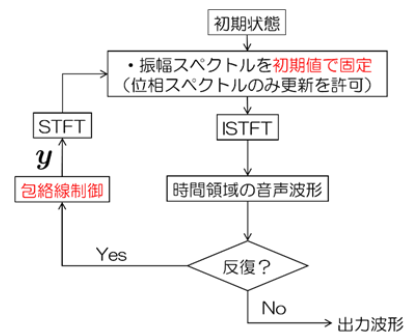 初期状態
・振幅スペクトルを初期値で固定
（位相スペクトルのみ更新を許可）
STFT
ISTFT
y
包絡線制御
時間領域の音声波形
Yes
反復？
No
出力波形